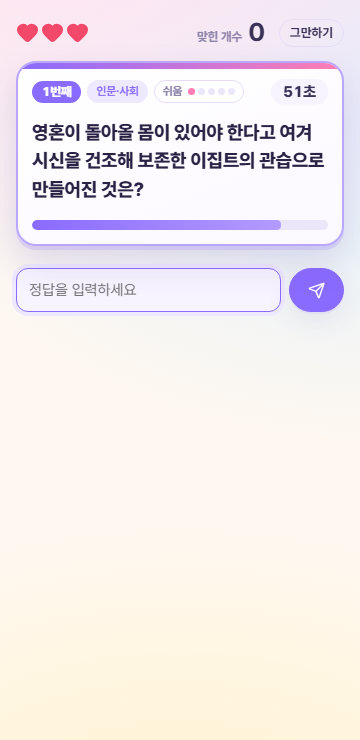 맞힌 개수 0 그만하기
1번째 인문·사회 쉬움 51초
영혼이 돌아올 몸이 있어야 한다고 여겨
시신을 건조해 보존한 이집트의 관습으로
만들어진 것은?
정답을 입력하세요